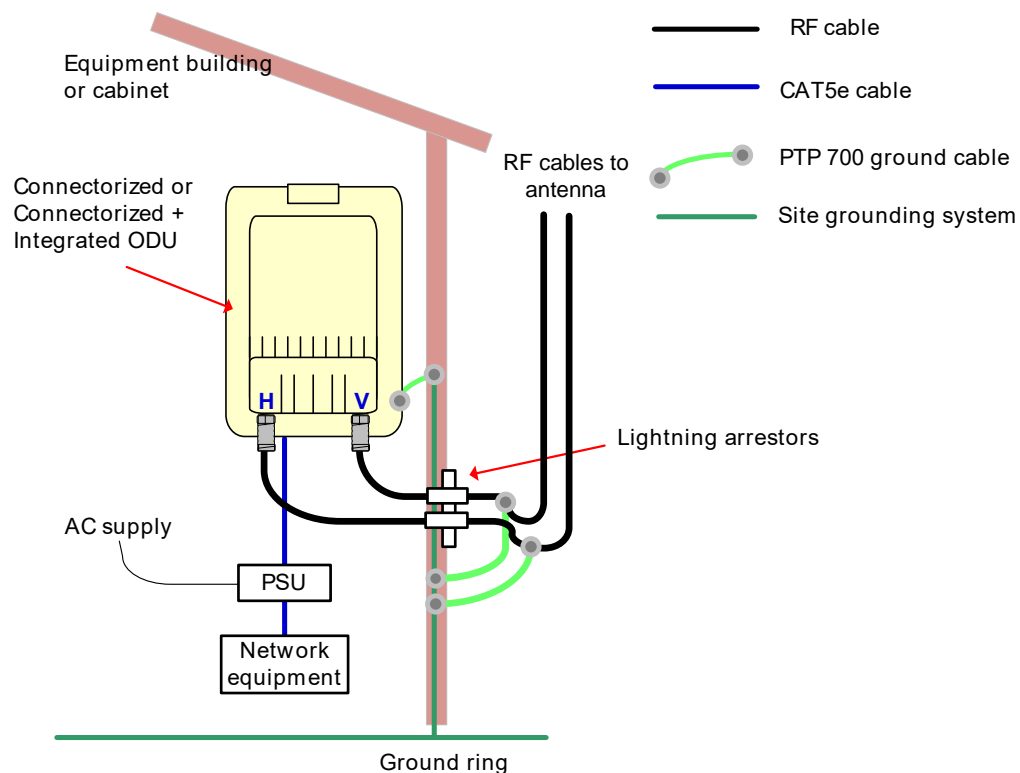 RF cable
Equipment building
or cabinet
CAT5e cable
RF cables to
antenna
PTP 700 ground cable
Connectorized or
Connectorized +
Integrated ODU
Site grounding system
H
V
Lightning arrestors
AC supply
PSU
Network
equipment
Ground ring